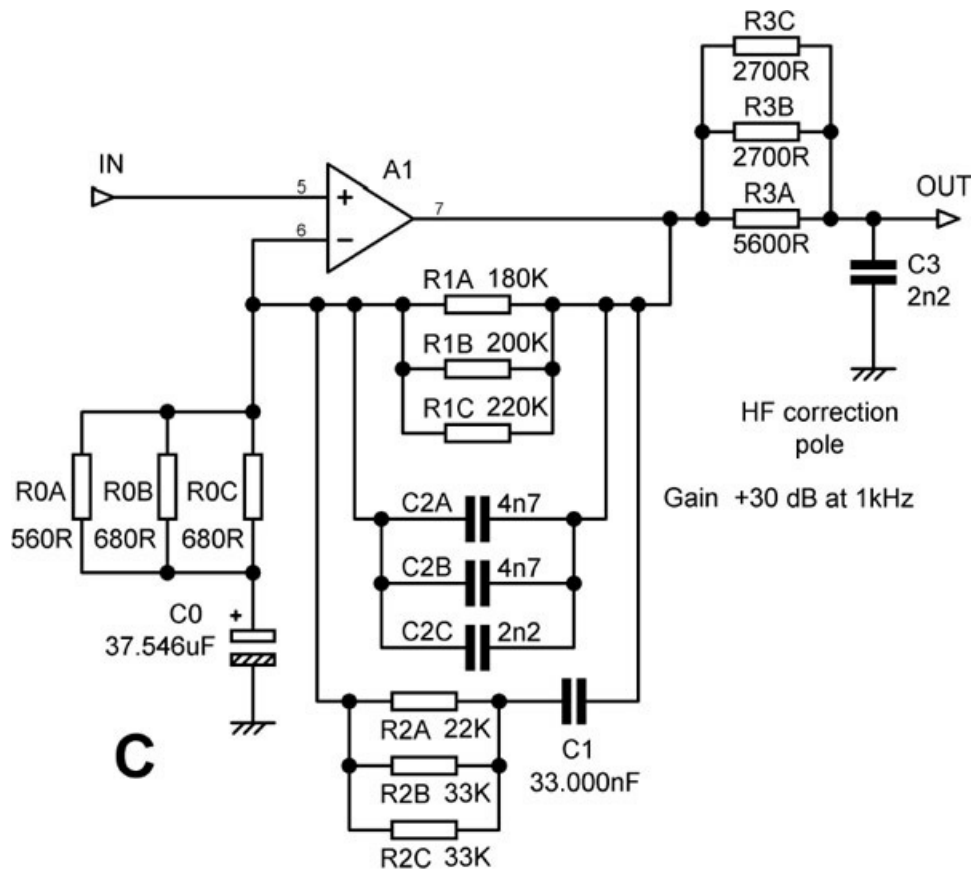 R3C
2700R
R3B
2700R
R3A
5600R
IN
A1
5
+
6
−
7
OUT
C3
2n2
HF correction
pole
Gain +30 dB at 1kHz
R1A 180K
R1B 200K
R1C 220K
R0A R0B R0C
560R 680R 680R
C2A 4n7
C2B 4n7
C2C 2n2
C0 +
37.546uF
R2A 22K
R2B 33K
R2C 33K
C1
33.000nF
C